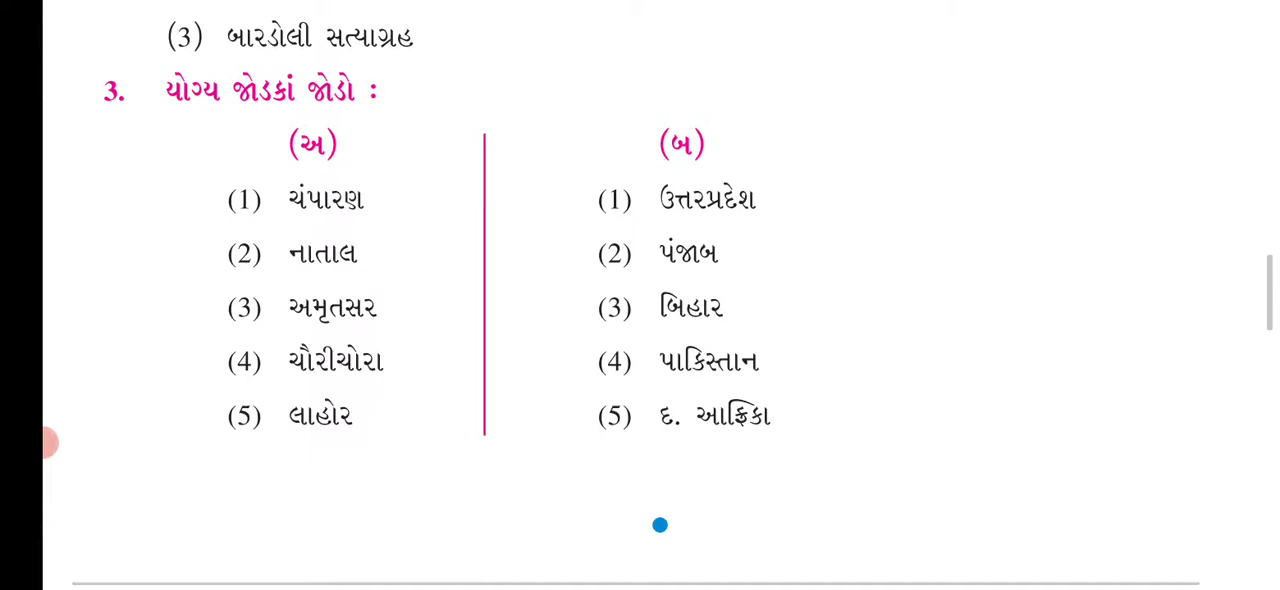 (3) બારડોલી સત્યાગ્રહ
3. યોગ્ય જોડકાં જોડો :
(અ) (બ)
(1) ચંપારણ (1) ઉત્તરપ્રદેશ
(2) નાતાલ (2) પંજાબ
(3) અમૃતસર (3) બિહાર
(4) ચૌરીચોરા (4) પાકિસ્તાન
(5) લાહોર (5) દ. આફ્રિકા